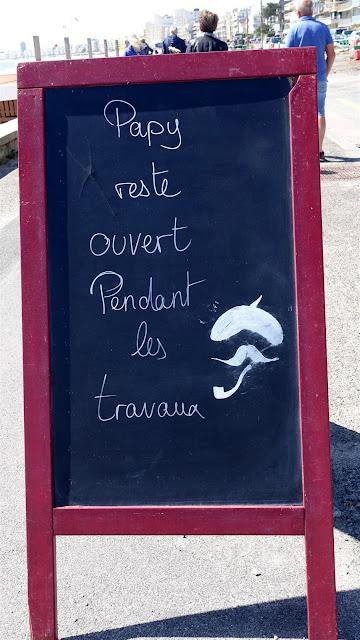 Papy
reste
ouvert
Pendant
les
travaux